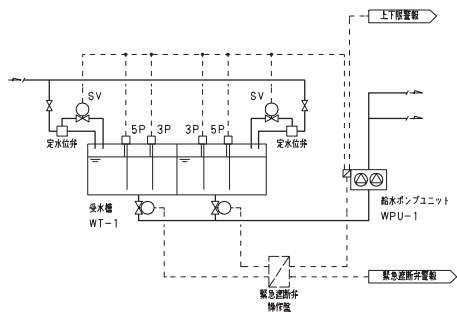 上下限警報
SV
SV
5P
3P
3P
5P
定水位弁
定水位弁
受水槽
WT-1
給水ポンプユニット
WPU-1
緊急遮断弁警報
緊急遮断弁
操作盤